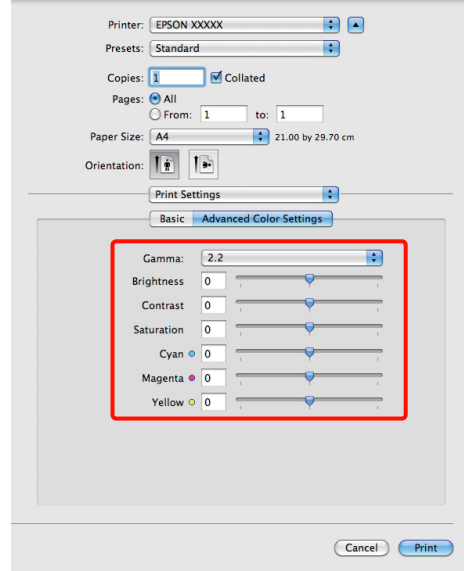 Printer: EPSON XXXXX
Presets: Standard
Copies: 1 Collated
Pages: All
From: 1 to: 1
Paper Size: A4 21.00 by 29.70 cm
Orientation:
Print Settings
Basic Advanced Color Settings
Gamma: 2.2
Brightness 0
Contrast 0
Saturation 0
Cyan 0
Magenta 0
Yellow 0
Cancel Print